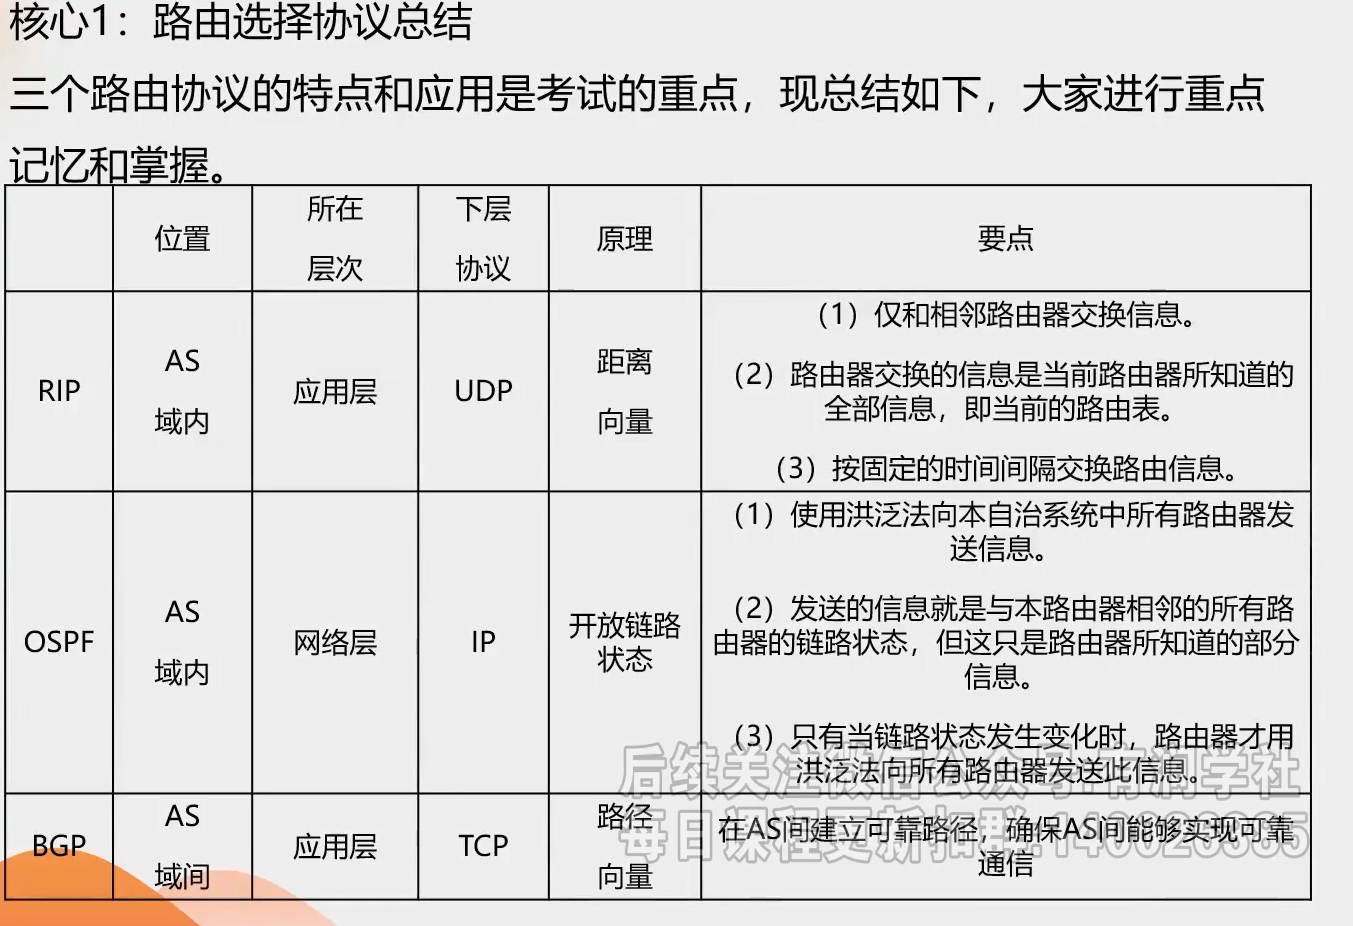 核心1：路由选择协议总结
三个路由协议的特点和应用是考试的重点，现总结如下，大家进行重点
记忆和掌握。
位置
所在
层次
下层
协议
原理
要点
RIP
AS
域内
应用层
UDP
距离
向量
（1）仅和相邻路由器交换信息。
（2）路由器交换的信息是当前路由器所知道的
全部信息，即当前的路由表。
（3）按固定的时间间隔交换路由信息。
OSPF
AS
域内
网络层
IP
开放链路
状态
（1）使用洪泛法向本自治系统中所有路由器发
送信息。
（2）发送的信息就是与本路由器相邻的所有路
由器的链路状态，但这只是路由器所知道的部分
信息。
（3）只有当链路状态发生变化时，路由器才用
洪泛法向所有路由器发送此信息。
BGP
AS
域间
应用层
TCP
路径
向量
在AS间建立可靠路径，确保AS间能够实现可靠
通信
后续关注微信公众号:
每日课程更新扣群: